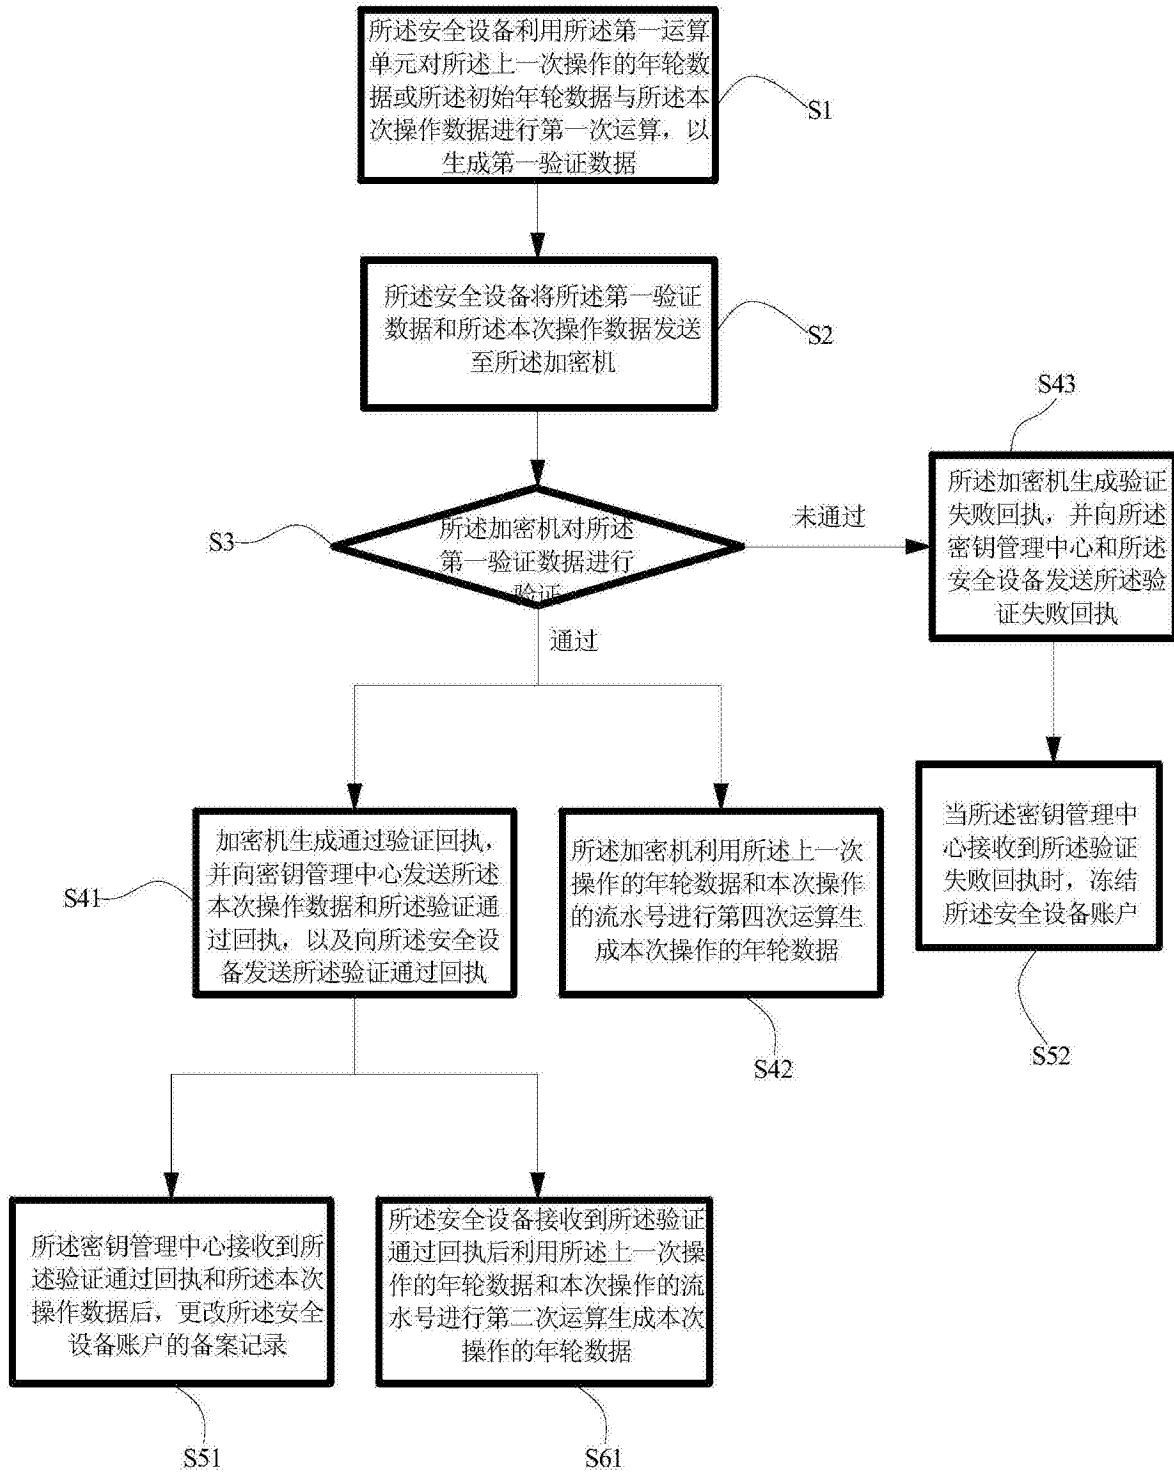 所述安全设备利用所述第一运算
单元对所述上一次操作的年轮数
据或所述初始年轮数据与所述本
次操作数据进行第一次运算，以
生成第一验证数据
S1
所述安全设备将所述第一验证
数据和所述本次操作数据发送
至所述加密机
S2
S3
所述加密机对所述
第一验证数据进行
验证
未通过
通过
S43
所述加密机生成验证
失败回执，并向所述
密钥管理中心和所述
安全设备发送所述验
证失败回执
S41
加密机生成通过验证回执，
并向密钥管理中心发送所述
本次操作数据和所述验证通
过回执，以及向所述安全设
备发送所述验证通过回执
所述加密机利用所述上一次
操作的年轮数据和本次操作
的流水号进行第四次运算生
成本次操作的年轮数据
S42
当所述密钥管理中
心接收到所述验证
失败回执时，冻结
所述安全设备账户
S52
所述密钥管理中心接收到所
述验证通过回执和所述本次
操作数据后，更改所述安全
设备账户的备案记录
S51
所述安全设备接收到所述验证
通过回执后利用所述上一次操
作的年轮数据和本次操作的流
水号进行第二次运算生成本次
操作的年轮数据
S61